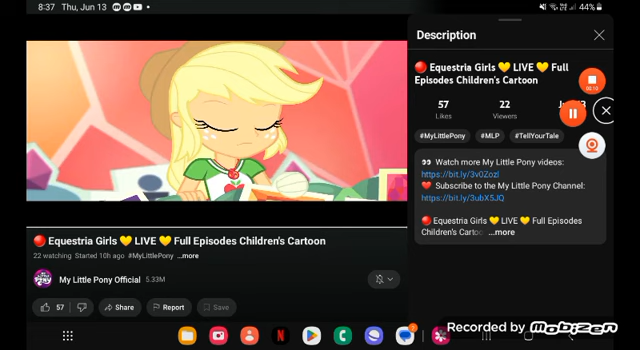 8:37 Thu, Jun 13
44%
Description
🔴 Equestria Girls 💛 LIVE 💛 Full
Episodes Children's Cartoon
57
22
Likes
Viewers
#MyLittlePony
#MLP
#TellYourTale
👀 Watch more My Little Pony videos:
https://bit.ly/3v0Zozl
❤️ Subscribe to the My Little Pony Channel:
https://bit.ly/3ubX5JQ
🔴Equestria Girls 💛 LIVE 💛 Full Episodes
Children's Cartoo ...more
🔴 Equestria Girls 💛 LIVE 💛 Full Episodes Children's Cartoon
22 watching Started 10h ago #MyLittlePony ...more
My Little Pony Official 5.33M
57
Share
Report
Save
Recorded by mobizen